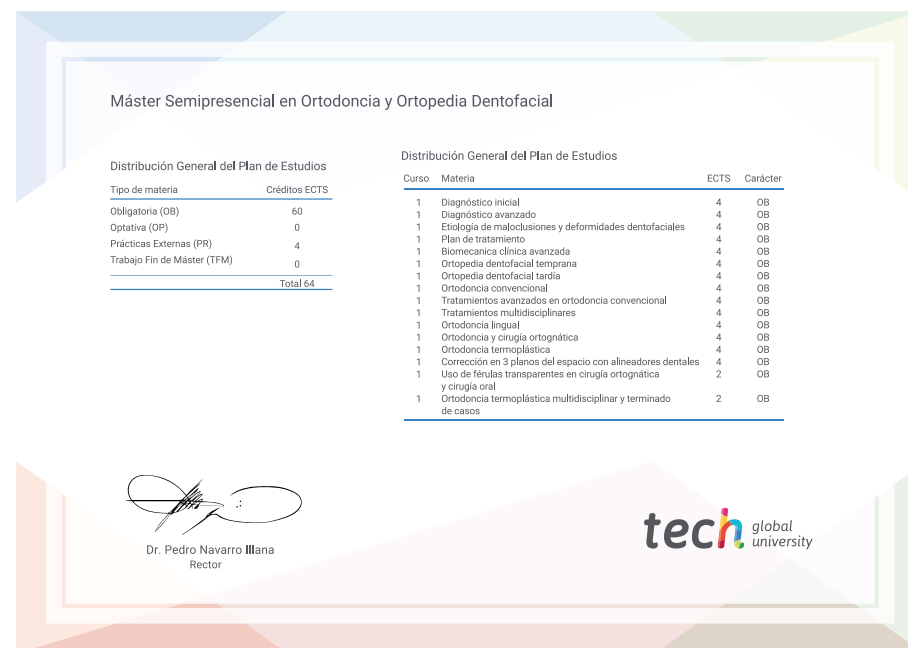 Máster Semipresencial en Ortodoncia y Ortopedia Dentofacial
Distribución General del Plan de Estudios
Tipo de materia Créditos ECTS
Obligatoria (OB) 60
Optativa (OP) 0
Prácticas Externas (PR) 4
Trabajo Fin de Máster (TFM) 0
Total 64
Distribución General del Plan de Estudios
Curso Materia ECTS Carácter
1 Diagnóstico inicial 4 OB
1 Diagnóstico avanzado 4 OB
1 Etiología de maloclusiones y deformidades dentofaciales 4 OB
1 Plan de tratamiento 4 OB
1 Biomecanica clínica avanzada 4 OB
1 Ortopedia dentofacial temprana 4 OB
1 Ortopedia dentofacial tardía 4 OB
1 Ortodoncia convencional 4 OB
1 Tratamientos avanzados en ortodoncia convencional 4 OB
1 Tratamientos multidisciplinares 4 OB
1 Ortodoncia lingual 4 OB
1 Ortodoncia y cirugía ortognática 4 OB
1 Ortodoncia termoplástica 4 OB
1 Corrección en 3 planos del espacio con alineadores dentales 4 OB
1 Uso de férulas transparentes en cirugía ortognática 2 OB
y cirugía oral
1 Ortodoncia termoplástica multidisciplinar y terminado 2 OB
de casos
Dr. Pedro Navarro Illana
Rector
tech global
university